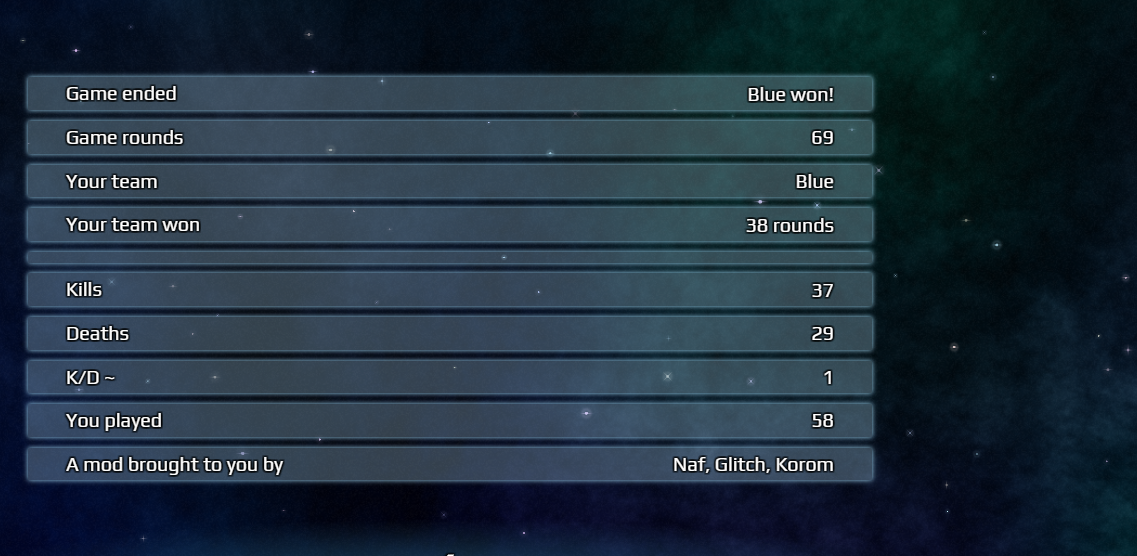 Game ended Blue won!
Game rounds 69
Your team Blue
Your team won 38 rounds
Kills 37
Deaths 29
K/D ~ 1
You played 58
A mod brought to you by Naf, Glitch, Korom